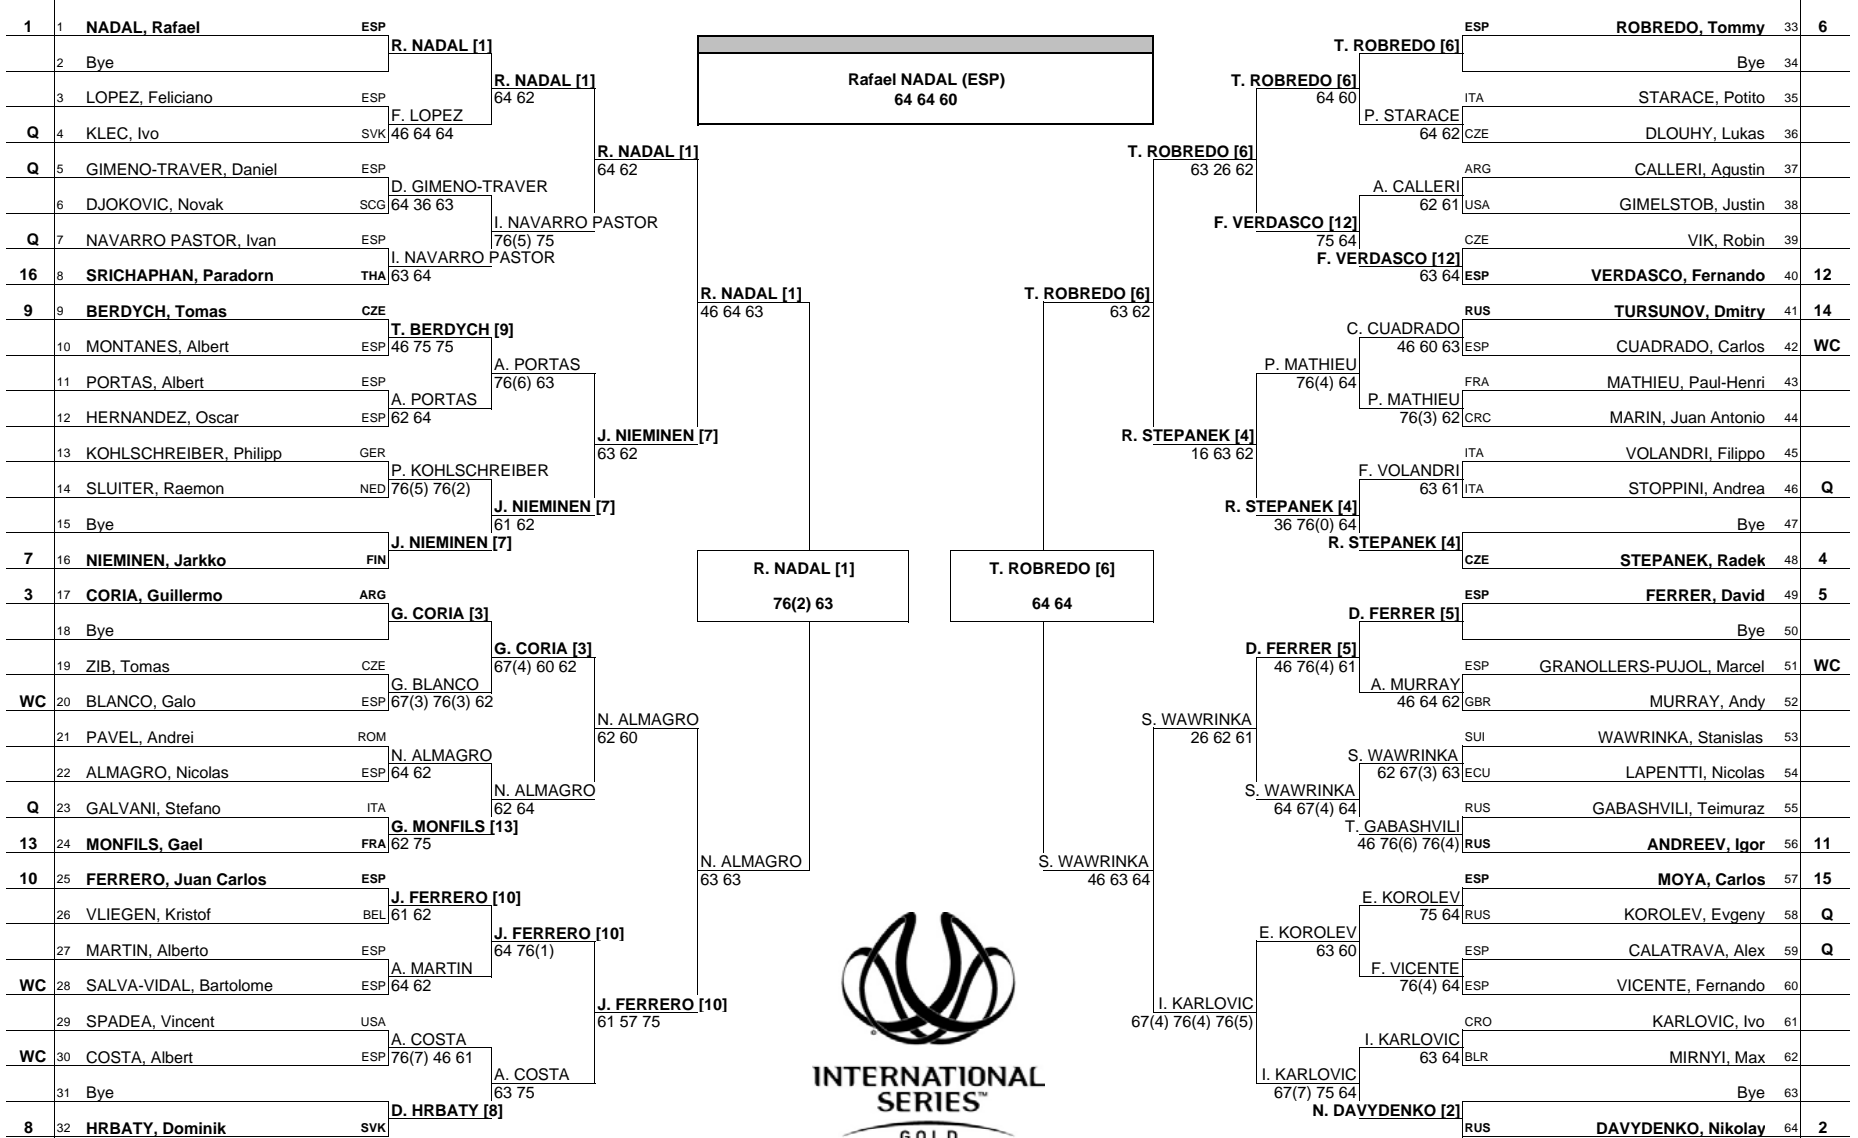 1 1 NADAL, Rafael ESP
2 Bye
3 LOPEZ, Feliciano ESP
Q 4 KLEC, Ivo SVK
Q 5 GIMENO-TRAVER, Daniel ESP
6 DJOKOVIC, Novak SCG
Q 7 NAVARRO PASTOR, Ivan ESP
16 8 SRICHAPHAN, Paradorn THA
9 9 BERDYCH, Tomas CZE
10 MONTANES, Albert ESP
11 PORTAS, Albert ESP
12 HERNANDEZ, Oscar ESP
13 KOHLSCHREIBER, Philipp GER
14 SLUITER, Raemon NED
15 Bye
7 16 NIEMINEN, Jarkko FIN
3 17 CORIA, Guillermo ARG
18 Bye
19 ZIB, Tomas CZE
WC 20 BLANCO, Galo ESP
21 PAVEL, Andrei ROM
22 ALMAGRO, Nicolas ESP
Q 23 GALVANI, Stefano ITA
13 24 MONFILS, Gael FRA
10 25 FERRERO, Juan Carlos ESP
26 VLIEGEN, Kristof BEL
27 MARTIN, Alberto ESP
WC 28 SALVA-VIDAL, Bartolome ESP
29 SPADEA, Vincent USA
WC 30 COSTA, Albert ESP
31 Bye
8 32 HRBATY, Dominik SVK
R. NADAL [1]
F. LOPEZ
46 64 64
D. GIMENO-TRAVER
64 36 63
I. NAVARRO PASTOR
63 64
T. BERDYCH [9]
46 75 75
A. PORTAS
62 64
P. KOHLSCHREIBER
76(5) 76(2)
J. NIEMINEN [7]
G. CORIA [3]
G. BLANCO
67(3) 76(3) 62
N. ALMAGRO
64 62
G. MONFILS [13]
62 75
J. FERRERO [10]
61 62
A. MARTIN
64 62
A. COSTA
76(7) 46 61
D. HRBATY [8]
R. NADAL [1]
64 62
I. NAVARRO PASTOR
76(5) 75
A. PORTAS
76(6) 63
J. NIEMINEN [7]
61 62
G. CORIA [3]
67(4) 60 62
N. ALMAGRO
62 64
J. FERRERO [10]
64 76(1)
A. COSTA
63 75
R. NADAL [1]
64 62
J. NIEMINEN [7]
63 62
N. ALMAGRO
62 60
J. FERRERO [10]
61 57 75
R. NADAL [1]
46 64 63
N. ALMAGRO
63 63
R. NADAL [1]
76(2) 63
Rafael NADAL (ESP)
64 64 60
T. ROBREDO [6]
64 64
T. ROBREDO [6]
63 62
S. WAWRINKA
46 63 64
T. ROBREDO [6]
63 26 62
R. STEPANEK [4]
16 63 62
S. WAWRINKA
26 62 61
I. KARLOVIC
67(4) 76(4) 76(5)
T. ROBREDO [6]
64 60
F. VERDASCO [12]
75 64
P. MATHIEU
76(4) 64
R. STEPANEK [4]
36 76(0) 64
D. FERRER [5]
46 76(4) 61
S. WAWRINKA
64 67(4) 64
E. KOROLEV
63 60
I. KARLOVIC
67(7) 75 64
T. ROBREDO [6]
P. STARACE
64 62
A. CALLERI
62 61
F. VERDASCO [12]
63 64
C. CUADRADO
46 60 63
P. MATHIEU
76(3) 62
F. VOLANDRI
63 61
R. STEPANEK [4]
D. FERRER [5]
A. MURRAY
46 64 62
S. WAWRINKA
62 67(3) 63
T. GABASHVILI
46 76(6) 76(4)
E. KOROLEV
75 64
F. VICENTE
76(4) 64
I. KARLOVIC
63 64
N. DAVYDENKO [2]
ESP ROBREDO, Tommy 33 6
Bye 34
ITA STARACE, Potito 35
CZE DLOUHY, Lukas 36
ARG CALLERI, Agustin 37
USA GIMELSTOB, Justin 38
CZE VIK, Robin 39
ESP VERDASCO, Fernando 40 12
RUS TURSUNOV, Dmitry 41 14
ESP CUADRADO, Carlos 42 WC
FRA MATHIEU, Paul-Henri 43
CRC MARIN, Juan Antonio 44
ITA VOLANDRI, Filippo 45
ITA STOPPINI, Andrea 46 Q
Bye 47
CZE STEPANEK, Radek 48 4
ESP FERRER, David 49 5
Bye 50
ESP GRANOLLERS-PUJOL, Marcel 51 WC
GBR MURRAY, Andy 52
SUI WAWRINKA, Stanislas 53
ECU LAPENTTI, Nicolas 54
RUS GABASHVILI, Teimuraz 55
RUS ANDREEV, Igor 56 11
ESP MOYA, Carlos 57 15
RUS KOROLEV, Evgeny 58 Q
ESP CALATRAVA, Alex 59 Q
ESP VICENTE, Fernando 60
CRO KARLOVIC, Ivo 61
BLR MIRNYI, Max 62
Bye 63
RUS DAVYDENKO, Nikolay 64 2
INTERNATIONAL
SERIES™
GOLD